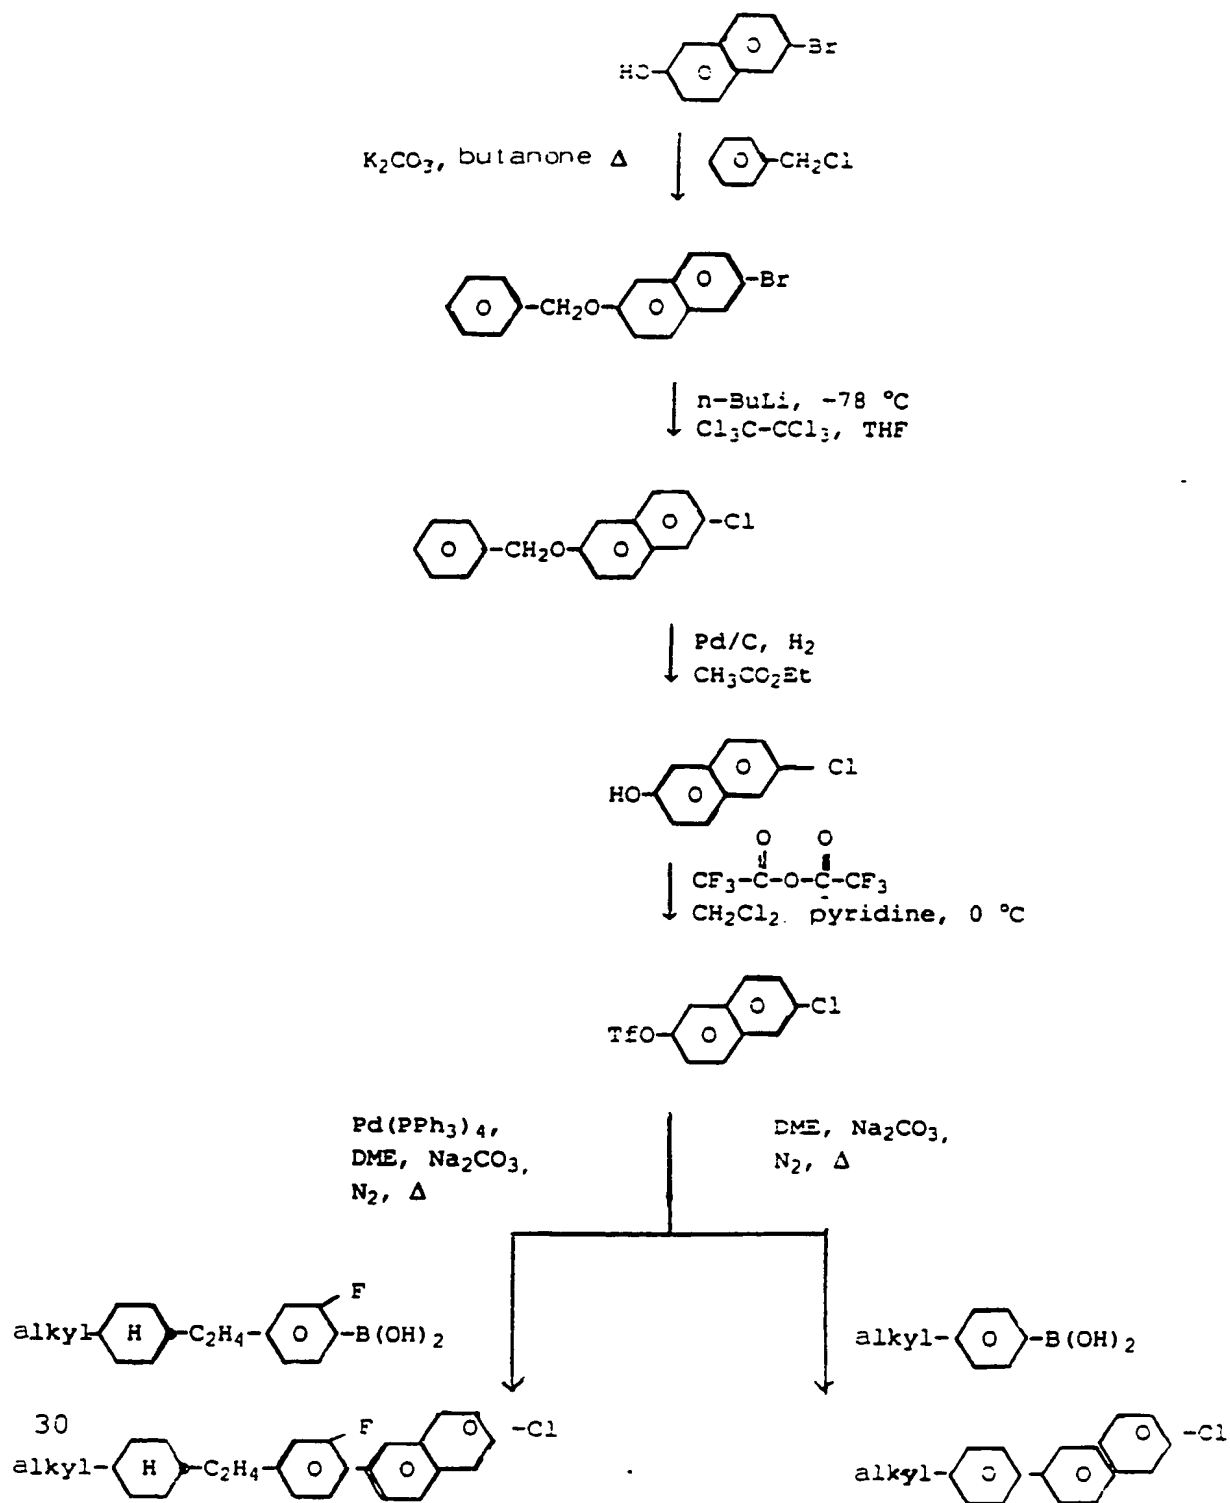 HO Br
K2CO3, butanone Δ CH2Cl
CH2O Br
n-BuLi, -78 °C
Cl3C-CCl3, THF
CH2O Cl
Pd/C, H2
CH3CO2Et
HO Cl
O O
CF3-C-O-C-CF3
CH2Cl2. pyridine, 0 °C
TfO Cl
Pd(PPh3)4,
DME, Na2CO3,
N2, Δ
DME, Na2CO3,
N2, Δ
F
alkyl H C2H4 B(OH)2
alkyl B(OH)2
30
F
alkyl H C2H4 Cl
alkyl Cl